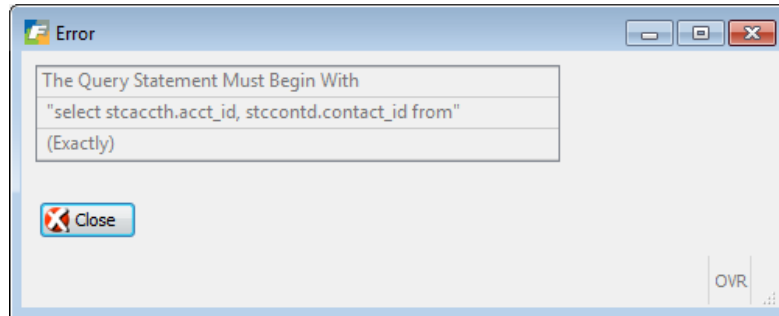 Error
The Query Statement Must Begin With
"select stcaccth.acct_id, stccontd.contact_id from"
(Exactly)
Close
OVR